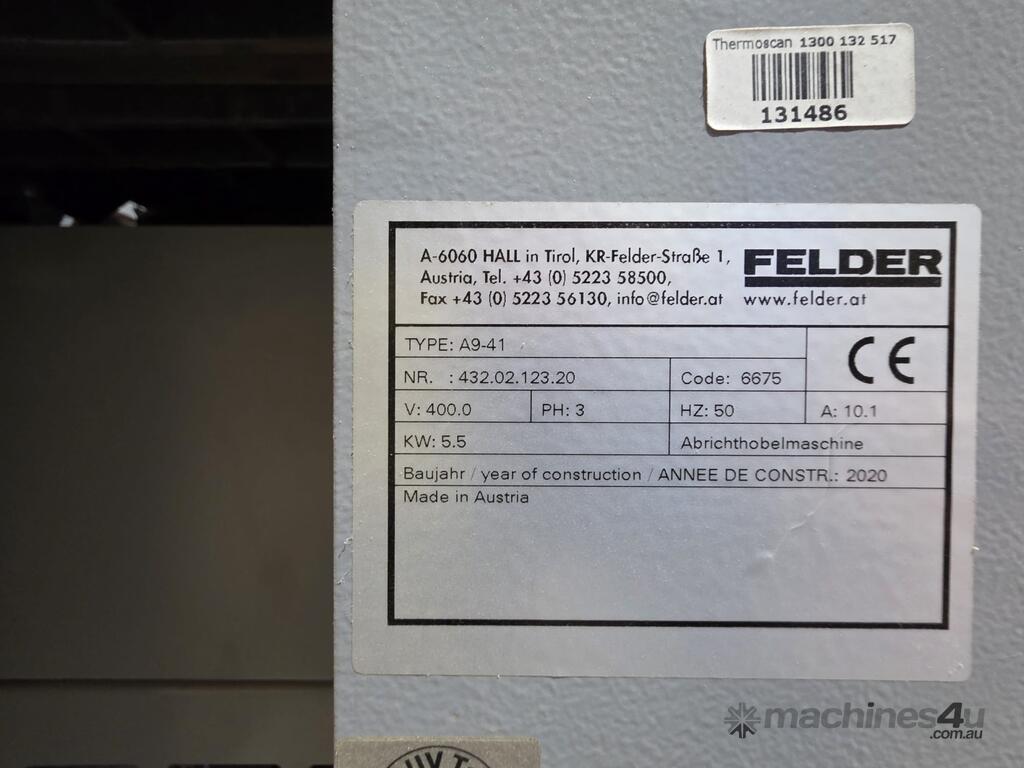 Thermoscan 1300 132 517
131486
A-6060 HALL in Tirol, KR-Felder-Straße 1,
Austria, Tel. +43 (0) 5223 58500,
Fax +43 (0) 5223 56130, info@felder.at
FELDER
www.felder.at
TYPE: A9-41
CE
NR. : 432.02.123.20 Code: 6675
V: 400.0 PH: 3 HZ: 50 A: 10.1
KW: 5.5 Abrichthobelmaschine
Baujahr / year of construction / ANNEE DE CONSTR.: 2020
Made in Austria
machines4u
.com.au